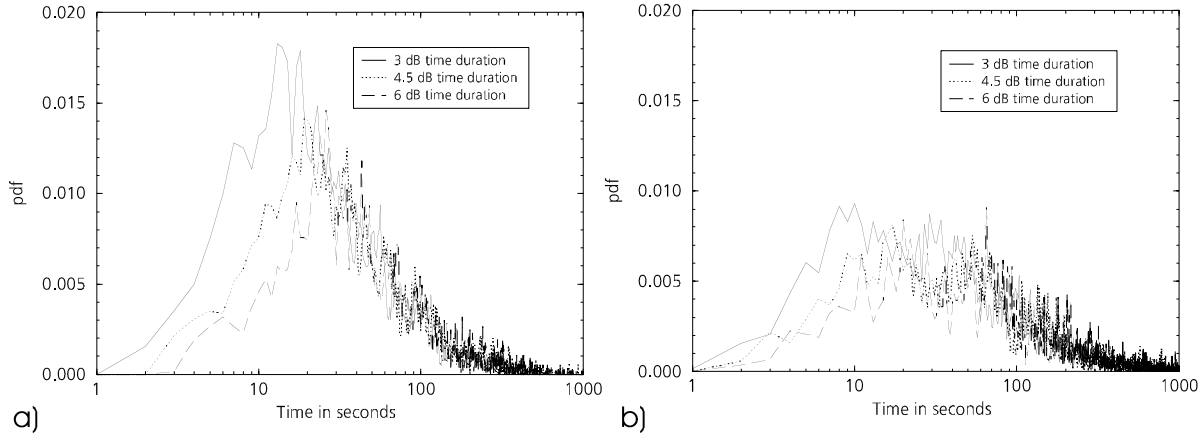 0.020
0.015
0.010
0.005
0.000
pdf
3 dB time duration
4.5 dB time duration
6 dB time duration
1
10
100
1000
Time in seconds
a)
0.020
0.015
0.010
0.005
0.000
pdf
3 dB time duration
4.5 dB time duration
6 dB time duration
1
10
100
1000
Time in seconds
b)